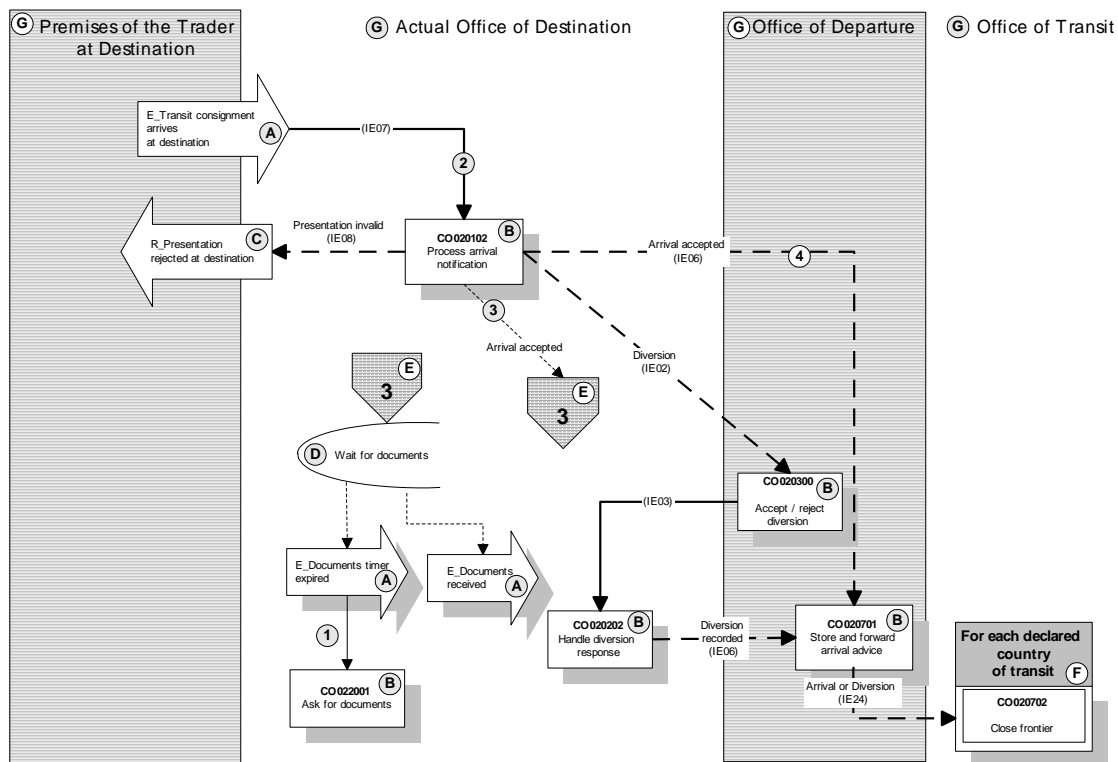 G Premises of the Trader
at Destination
G Actual Office of Destination
G Office of Departure
G Office of Transit
E_Transit consignment
arrives
at destination
A
(IE07)
2
R_Presentation
rejected at destination
C
Presentation invalid
(IE08)
CO020102
Process arrival
notification
B
Arrival accepted
(IE06)
4
3
Arrival accepted
Diversion
(IE02)
E
3
E
3
D
Wait for documents
CO020300
Accept / reject
diversion
B
(IE03)
E_Documents timer
expired
A
E_Documents
received
A
1
CO020202
Handle diversion
response
B
Diversion
recorded
(IE06)
CO020701
Store and forward
arrival advice
B
CO022001
Ask for documents
B
Arrival or Diversion
(IE24)
For each declared
country
of transit
F
CO020702
Close frontier